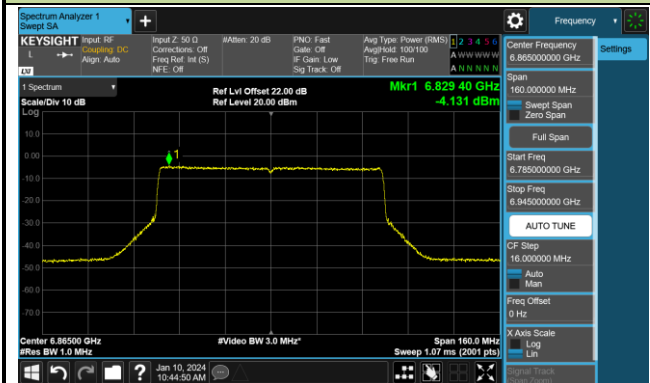 Spectrum Analyzer 1
Swept SA
Frequency
KEYSIGHT
L
LXI
Input: RF
Coupling: DC
Align: Auto
Input Z: 50 Ω
Corrections: Off
Freq Ref: Int (S)
NFE: Off
#Atten: 20 dB
PNO: Fast
Gate: Off
IF Gain: Low
Sig Track: Off
Avg Type: Power (RMS)
Avg|Hold: 100/100
Trig: Free Run
1 2 3 4 5 6
A W W W W W
A N N N N N
1 Spectrum
Scale/Div 10 dB
Log
Ref Lvl Offset 22.00 dB
Ref Level 20.00 dBm
Mkr1 6.829 40 GHz
-4.131 dBm
1
10.0
0.00
-10.0
-20.0
-30.0
-40.0
-50.0
-60.0
-70.0
Center 6.86500 GHz
#Res BW 1.0 MHz
#Video BW 3.0 MHz*
Span 160.0 MHz
Sweep 1.07 ms (2001 pts)
Jan 10, 2024
10:44:50 AM
Center Frequency
6.865000000 GHz
Settings
Span
160.000000 MHz
Swept Span
Zero Span
Full Span
Start Freq
6.785000000 GHz
Stop Freq
6.945000000 GHz
AUTO TUNE
CF Step
16.000000 MHz
Auto
Man
Freq Offset
0 Hz
X Axis Scale
Log
Lin
Signal Track
(Span Zoom)